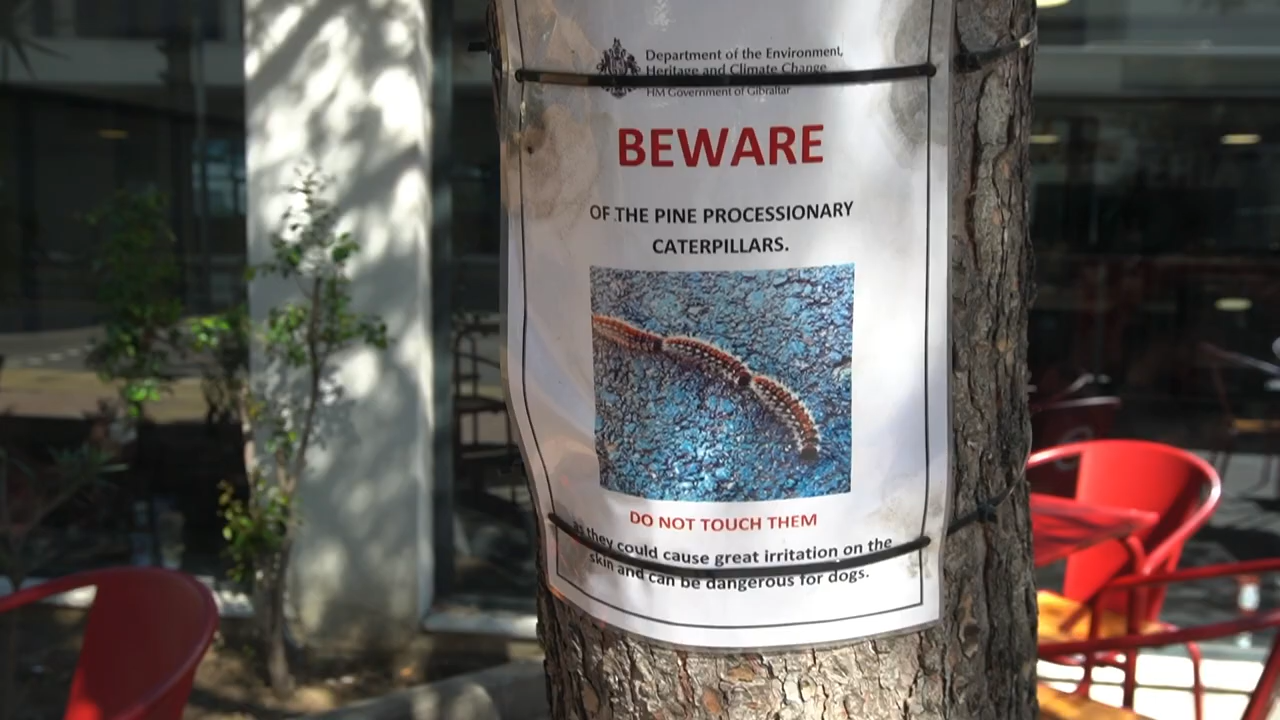 Department of the Environment,
Heritage and Climate Change
HM Government of Gibraltar
BEWARE
OF THE PINE PROCESSIONARY
CATERPILLARS.
DO NOT TOUCH THEM
as they could cause great irritation on the
skin and can be dangerous for dogs.